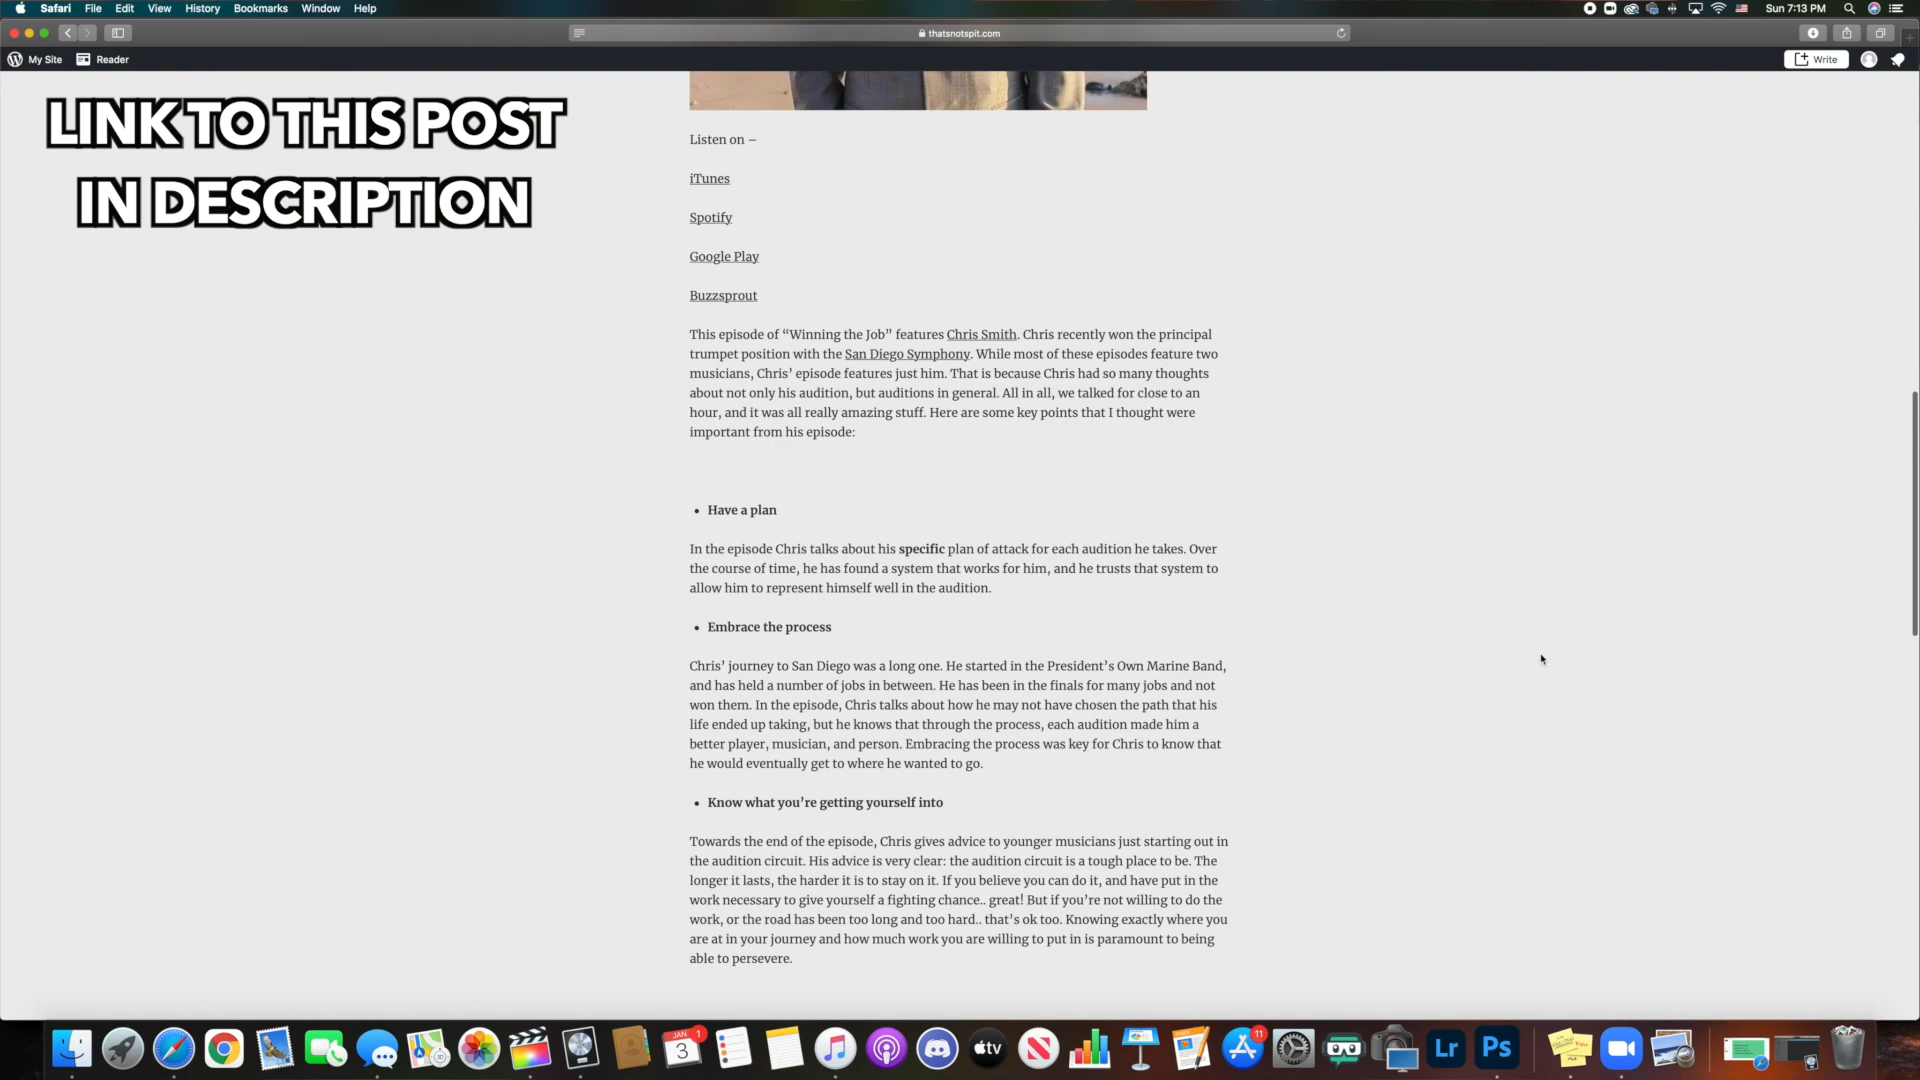 Safari File Edit View History Bookmarks Window Help Sun 7:13 PM
thatsnotspit.com
My Site Reader Write
LINK TO THIS POST
IN DESCRIPTION
Listen on –
iTunes
Spotify
Google Play
Buzzsprout
This episode of “Winning the Job” features Chris Smith. Chris recently won the principal
trumpet position with the San Diego Symphony. While most of these episodes feature two
musicians, Chris’ episode features just him. That is because Chris had so many thoughts
about not only his audition, but auditions in general. All in all, we talked for close to an
hour, and it was all really amazing stuff. Here are some key points that I thought were
important from his episode:
• Have a plan
In the episode Chris talks about his specific plan of attack for each audition he takes. Over
the course of time, he has found a system that works for him, and he trusts that system to
allow him to represent himself well in the audition.
• Embrace the process
Chris’ journey to San Diego was a long one. He started in the President’s Own Marine Band,
and has held a number of jobs in between. He has been in the finals for many jobs and not
won them. In the episode, Chris talks about how he may not have chosen the path that his
life ended up taking, but he knows that through the process, each audition made him a
better player, musician, and person. Embracing the process was key for Chris to know that
he would eventually get to where he wanted to go.
• Know what you’re getting yourself into
Towards the end of the episode, Chris gives advice to younger musicians just starting out in
the audition circuit. His advice is very clear: the audition circuit is a tough place to be. The
longer it lasts, the harder it is to stay on it. If you believe you can do it, and have put in the
work necessary to give yourself a fighting chance.. great! But if you’re not willing to do the
work, or the road has been too long and too hard.. that’s ok too. Knowing exactly where you
are at in your journey and how much work you are willing to put in is paramount to being
able to persevere.
JAN 1 3 tv 11 Lr Ps